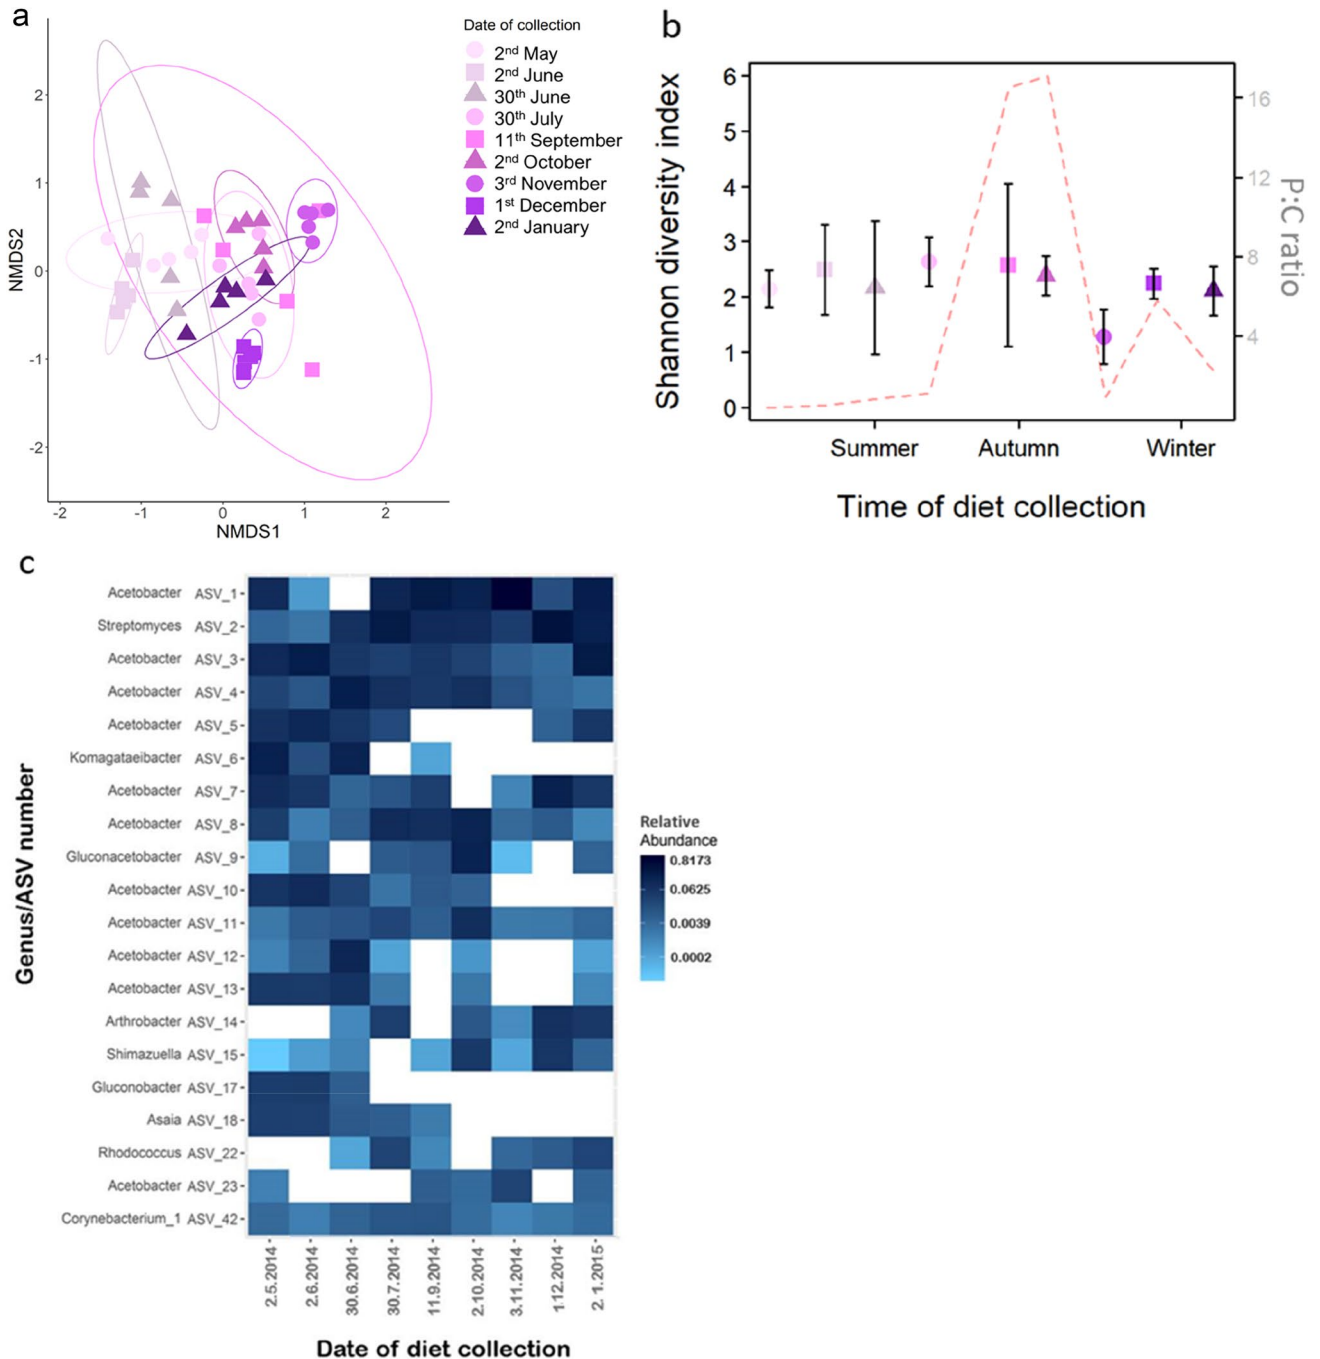 a
Date of collection
2nd May
2nd June
30th June
30th July
11th September
2nd October
3rd November
1st December
2nd January
NMDS2
2
1
0
-1
-2
-2
-1
0
1
2
NMDS1
b
Shannon diversity index
6
5
4
3
2
1
0
16
12
8
4
P:C ratio
Summer
Autumn
Winter
Time of diet collection
c
Genus/ASV number
Acetobacter ASV_1
Streptomyces ASV_2
Acetobacter ASV_3
Acetobacter ASV_4
Acetobacter ASV_5
Komagataeibacter ASV_6
Acetobacter ASV_7
Acetobacter ASV_8
Gluconacetobacter ASV_9
Acetobacter ASV_10
Acetobacter ASV_11
Acetobacter ASV_12
Acetobacter ASV_13
Arthrobacter ASV_14
Shimazuella ASV_15
Gluconobacter ASV_17
Asaia ASV_18
Rhodococcus ASV_22
Acetobacter ASV_23
Corynebacterium_1 ASV_42
2.5.2014
2.6.2014
30.6.2014
30.7.2014
11.9.2014
2.10.2014
3.11.2014
1.12.2014
2.1.2015
Date of diet collection
Relative
Abundance
0.8173
0.0625
0.0039
0.0002